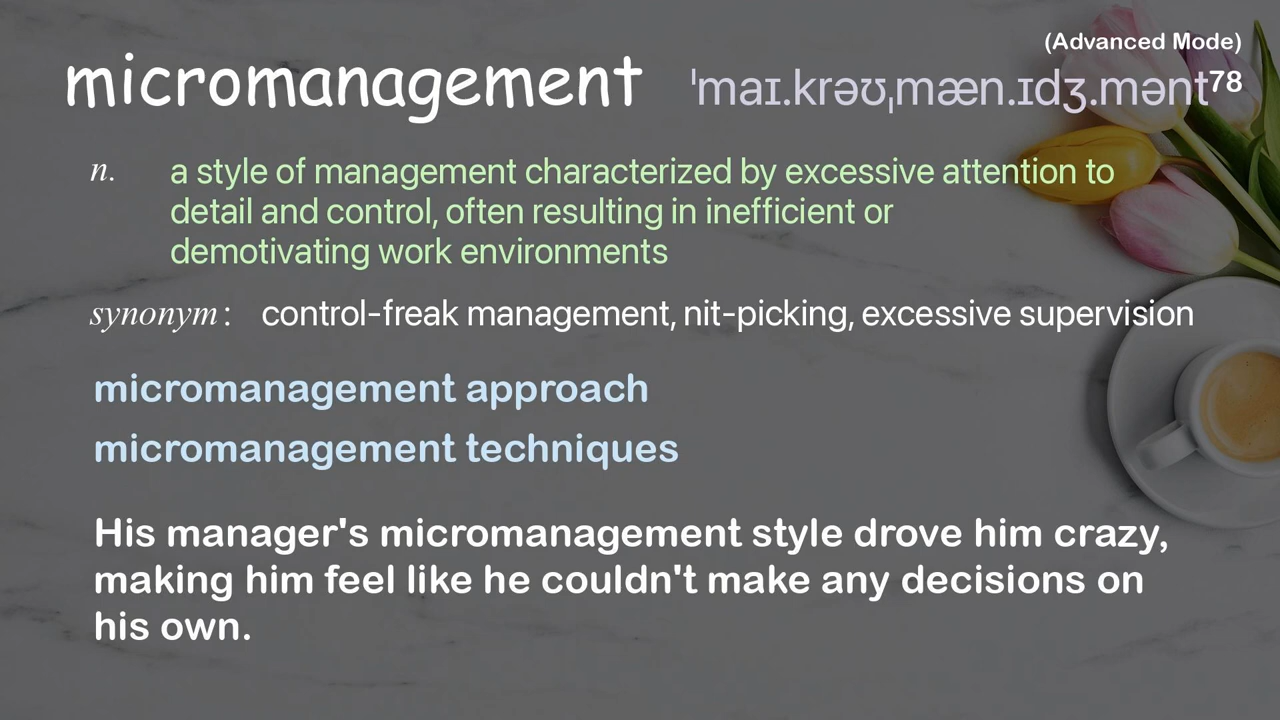 (Advanced Mode)
micromanagement ˈmaɪ.krəʊˌmæn.ɪdʒ.mənt 78
n. a style of management characterized by excessive attention to
detail and control, often resulting in inefficient or
demotivating work environments
synonym: control-freak management, nit-picking, excessive supervision
micromanagement approach
micromanagement techniques
His manager's micromanagement style drove him crazy,
making him feel like he couldn't make any decisions on
his own.